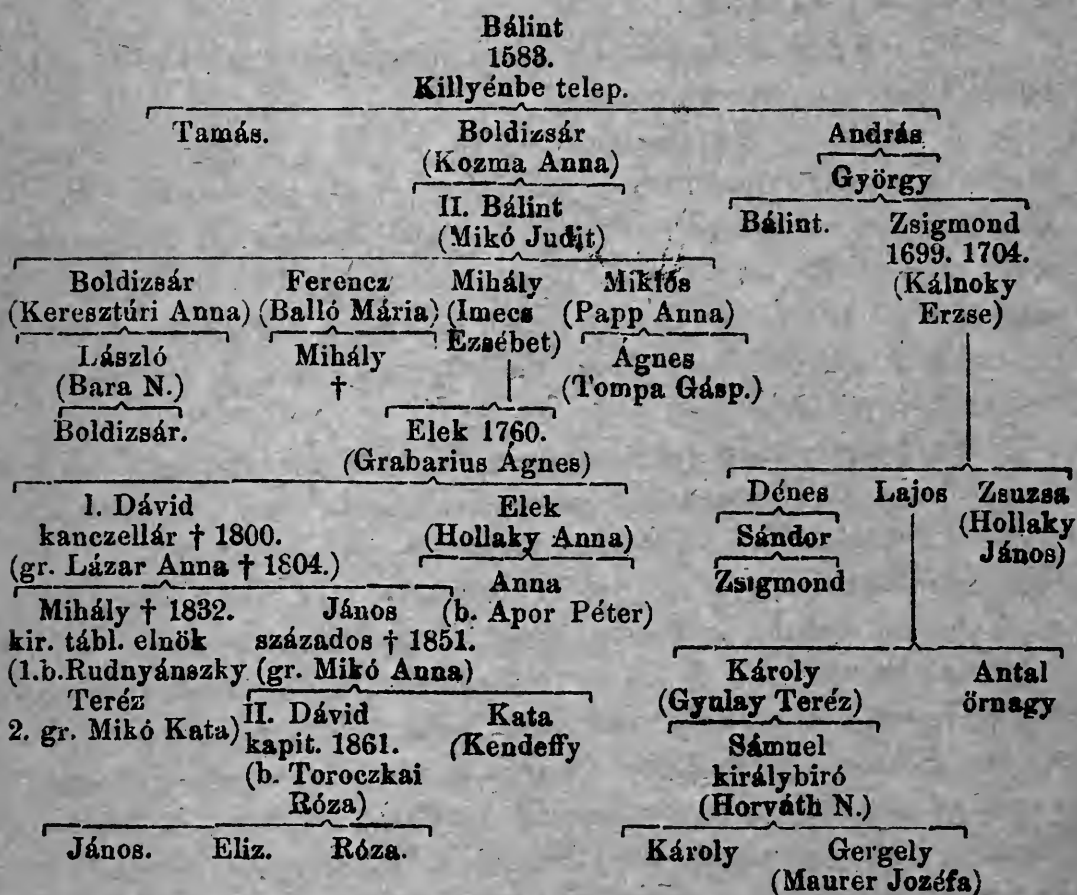 Bálint
1583.
Killyénbe telep.
Tamás. Boldizsár András
(Kozma Anna) György
II. Bálint Bálint. Zsigmond
(Mikó Judit) 1699. 1704.
Boldizsár Ferencz Mihály Miklós (Kálnoky
(Keresztúri Anna) (Balló Mária) (Imecs (Papp Anna) Erzse)
László Mihály Ezsébet) Ágnes
(Bara N.) † (Tompa Gásp.)
Boldizsár. Elek 1760.
(Grabarius Ágnes)
I. Dávid Elek Dénes Lajos Zsuzsa
kanczellár † 1800. (Hollaky Anna) Sándor (Hollaky
(gr. Lázar Anna † 1804.) Anna Zsigmond János)
Mihály † 1832. János (b. Apor Péter)
kir. tábl. elnök százados † 1851.
(1.b.Rudnyánszky (gr. Mikó Anna) Károly Antal
Teréz II. Dávid Kata (Gyulay Teréz) őrnagy
2. gr. Mikó Kata) kapit. 1861. (Kendeffy Sámuel
(b. Toroczkai királybiró
Róza) (Horváth N.)
János. Eliz. Róza. Károly Gergely
(Maurer Jozéfa)